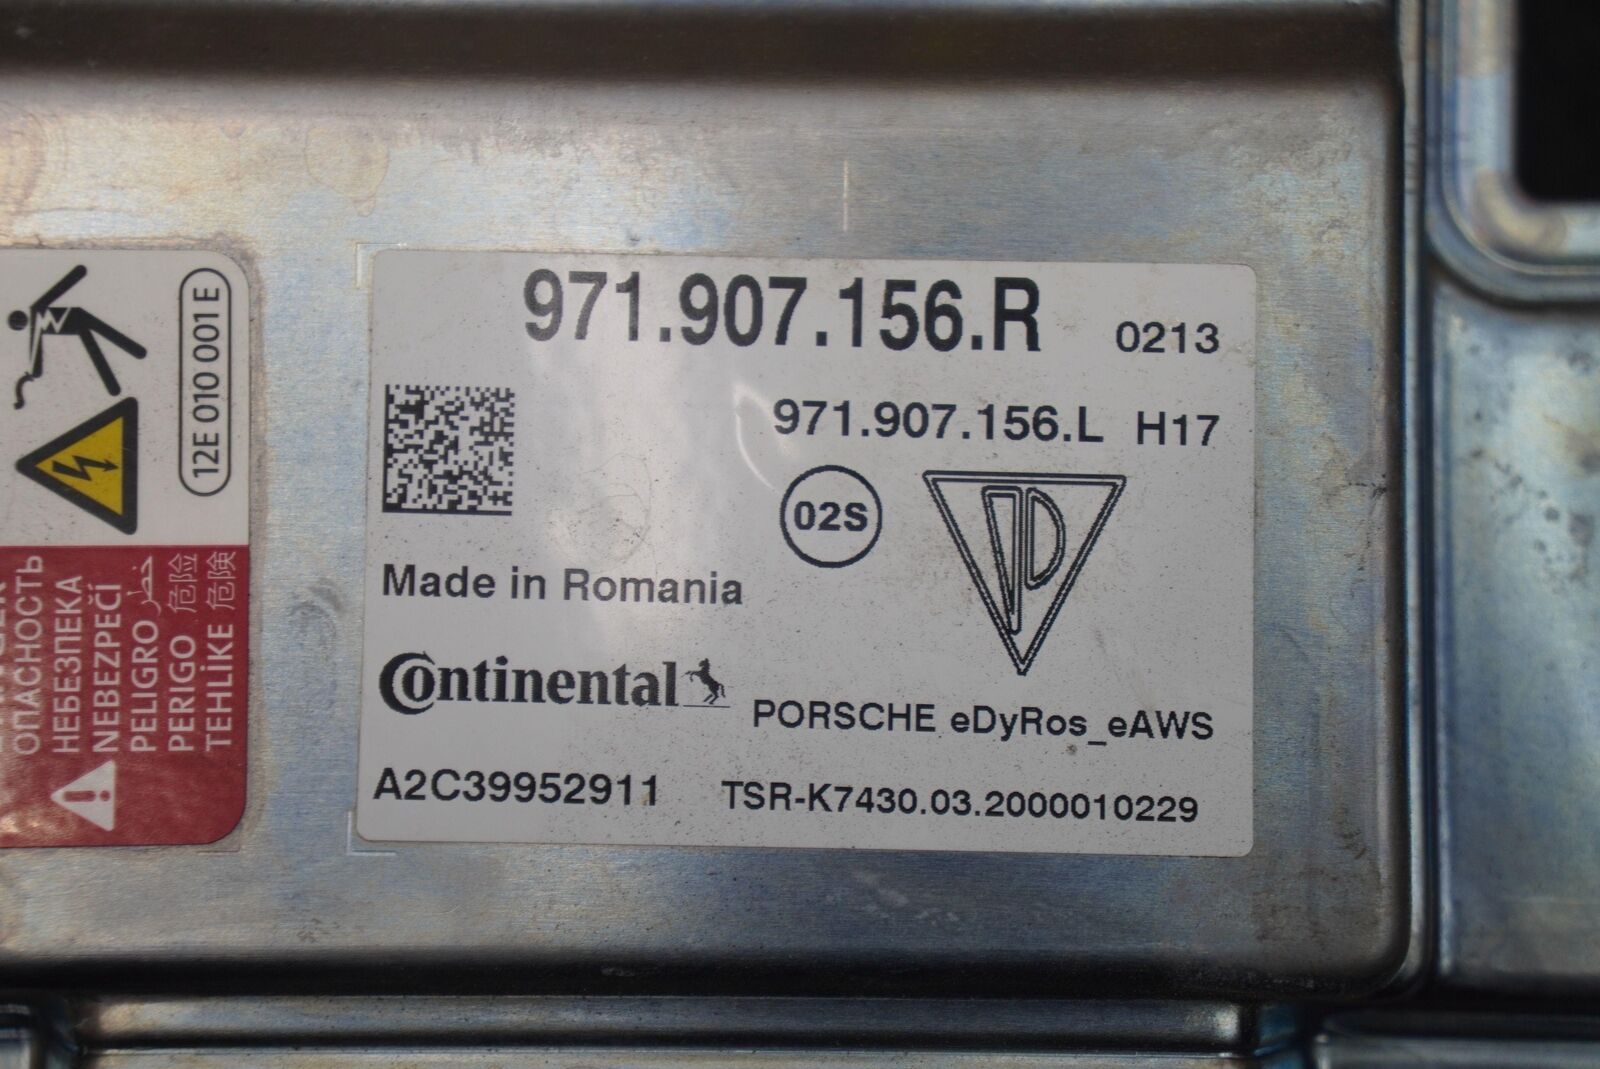 971.907.156.R 0213
971.907.156.L H17
02S
Made in Romania
Continental
PORSCHE eDyRos_eAWS
A2C39952911 TSR-K7430.03.2000010229
12E 010 001 E
ОПАСНОСТЬ
НЕБЕЗПЕКА
NEBEZPEČÍ
PELIGRO خطر
PERIGO 危险
TEHLİKE 危険